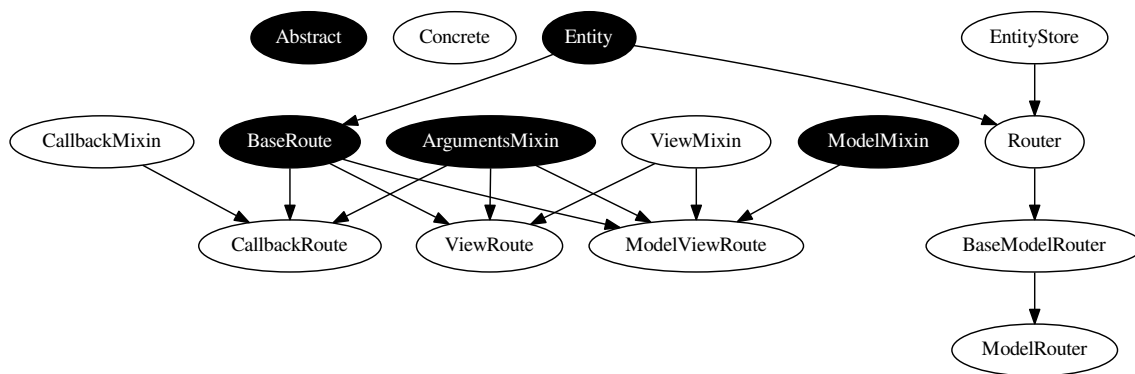 Abstract
Concrete
Entity
EntityStore
CallbackMixin
BaseRoute
ArgumentsMixin
ViewMixin
ModelMixin
Router
CallbackRoute
ViewRoute
ModelViewRoute
BaseModelRouter
ModelRouter